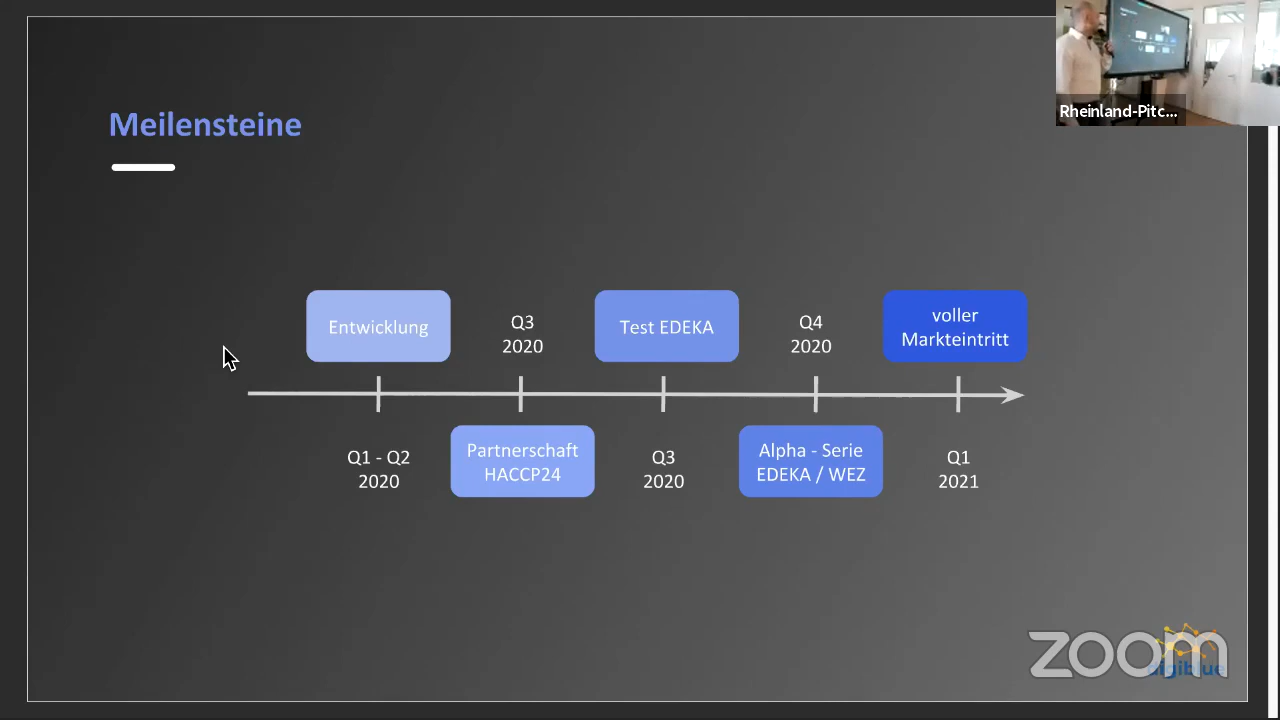 Rheinland-Pitc...
Meilensteine
Entwicklung
Q3
2020
Test EDEKA
Q4
2020
voller
Markteintritt
Q1 - Q2
2020
Partnerschaft
HACCP24
Q3
2020
Alpha - Serie
EDEKA / WEZ
Q1
2021
zoom
digiblue